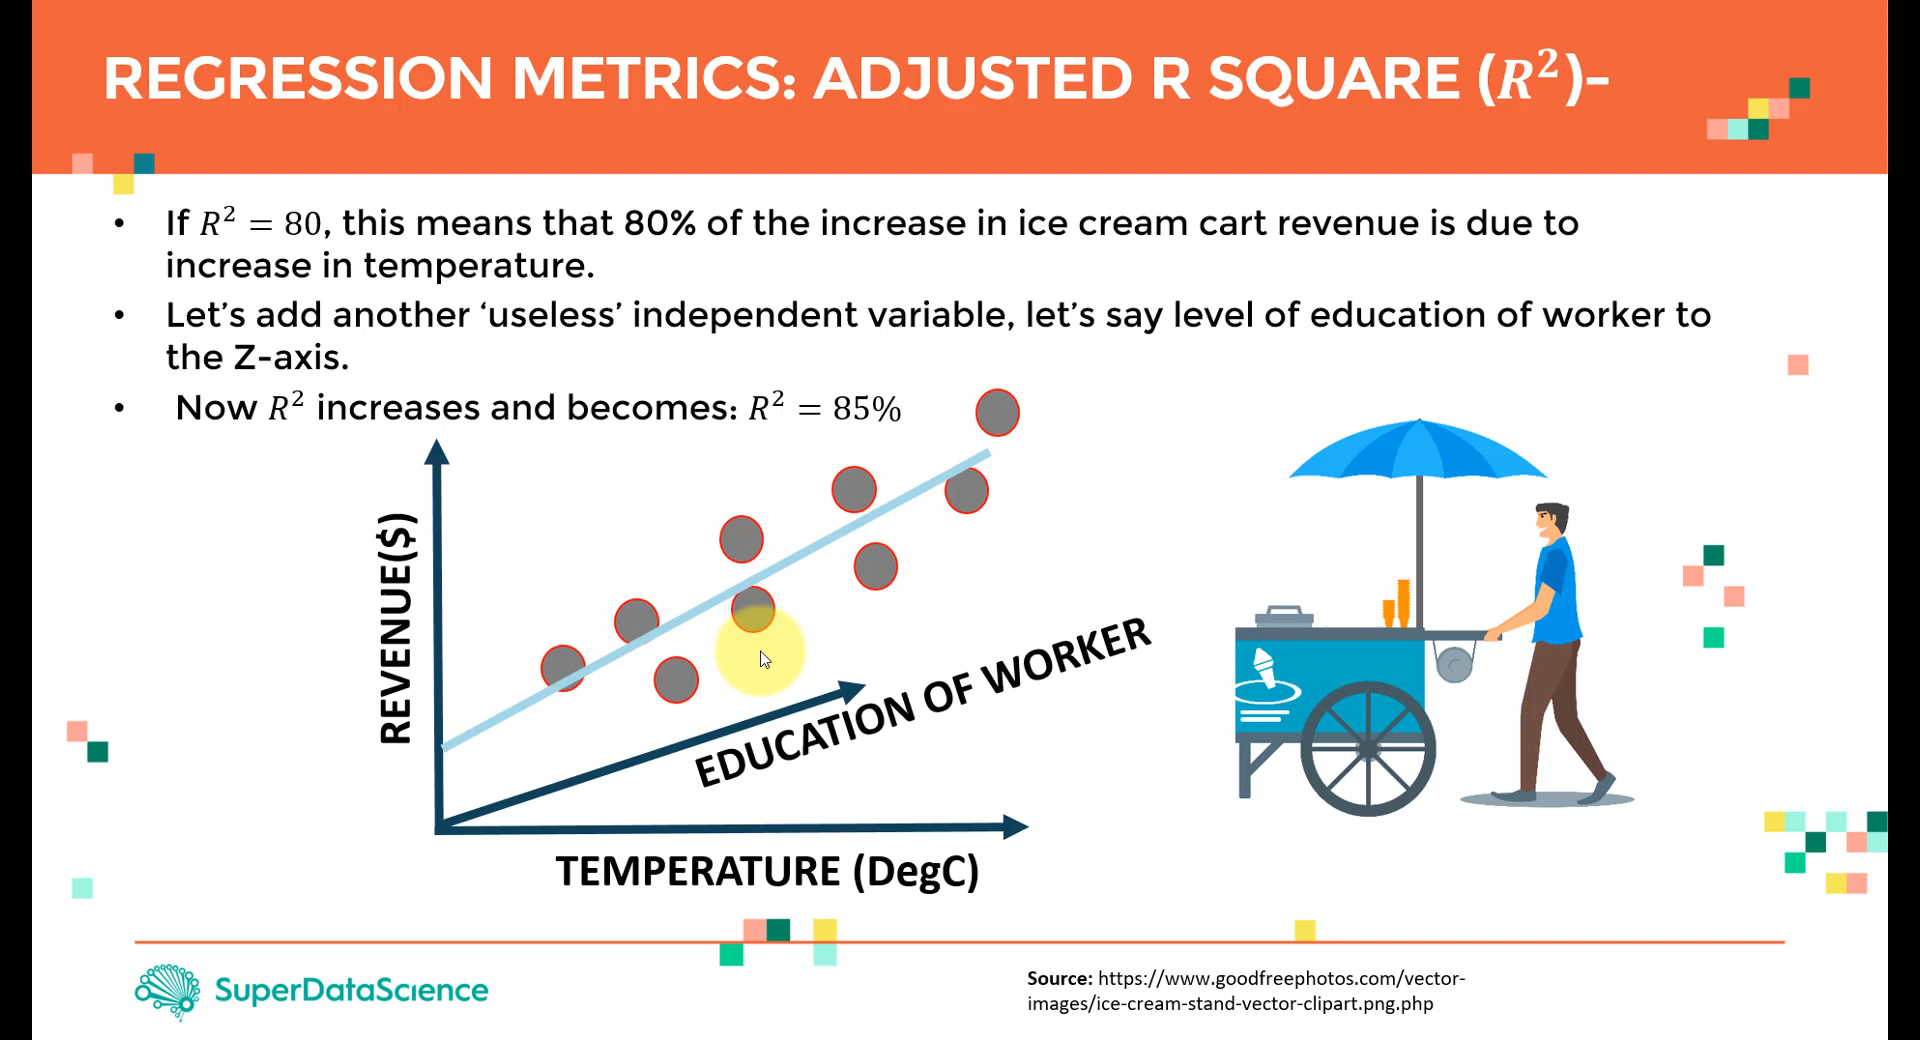 REGRESSION METRICS: ADJUSTED R SQUARE (R²)-
• If R² = 80, this means that 80% of the increase in ice cream cart revenue is due to
increase in temperature.
• Let's add another ‘useless’ independent variable, let's say level of education of worker to
the Z-axis.
• Now R² increases and becomes: R² = 85%
REVENUE($)
EDUCATION OF WORKER
TEMPERATURE (DegC)
SuperDataScience
Source: https://www.goodfreephotos.com/vector-
images/ice-cream-stand-vector-clipart.png.php